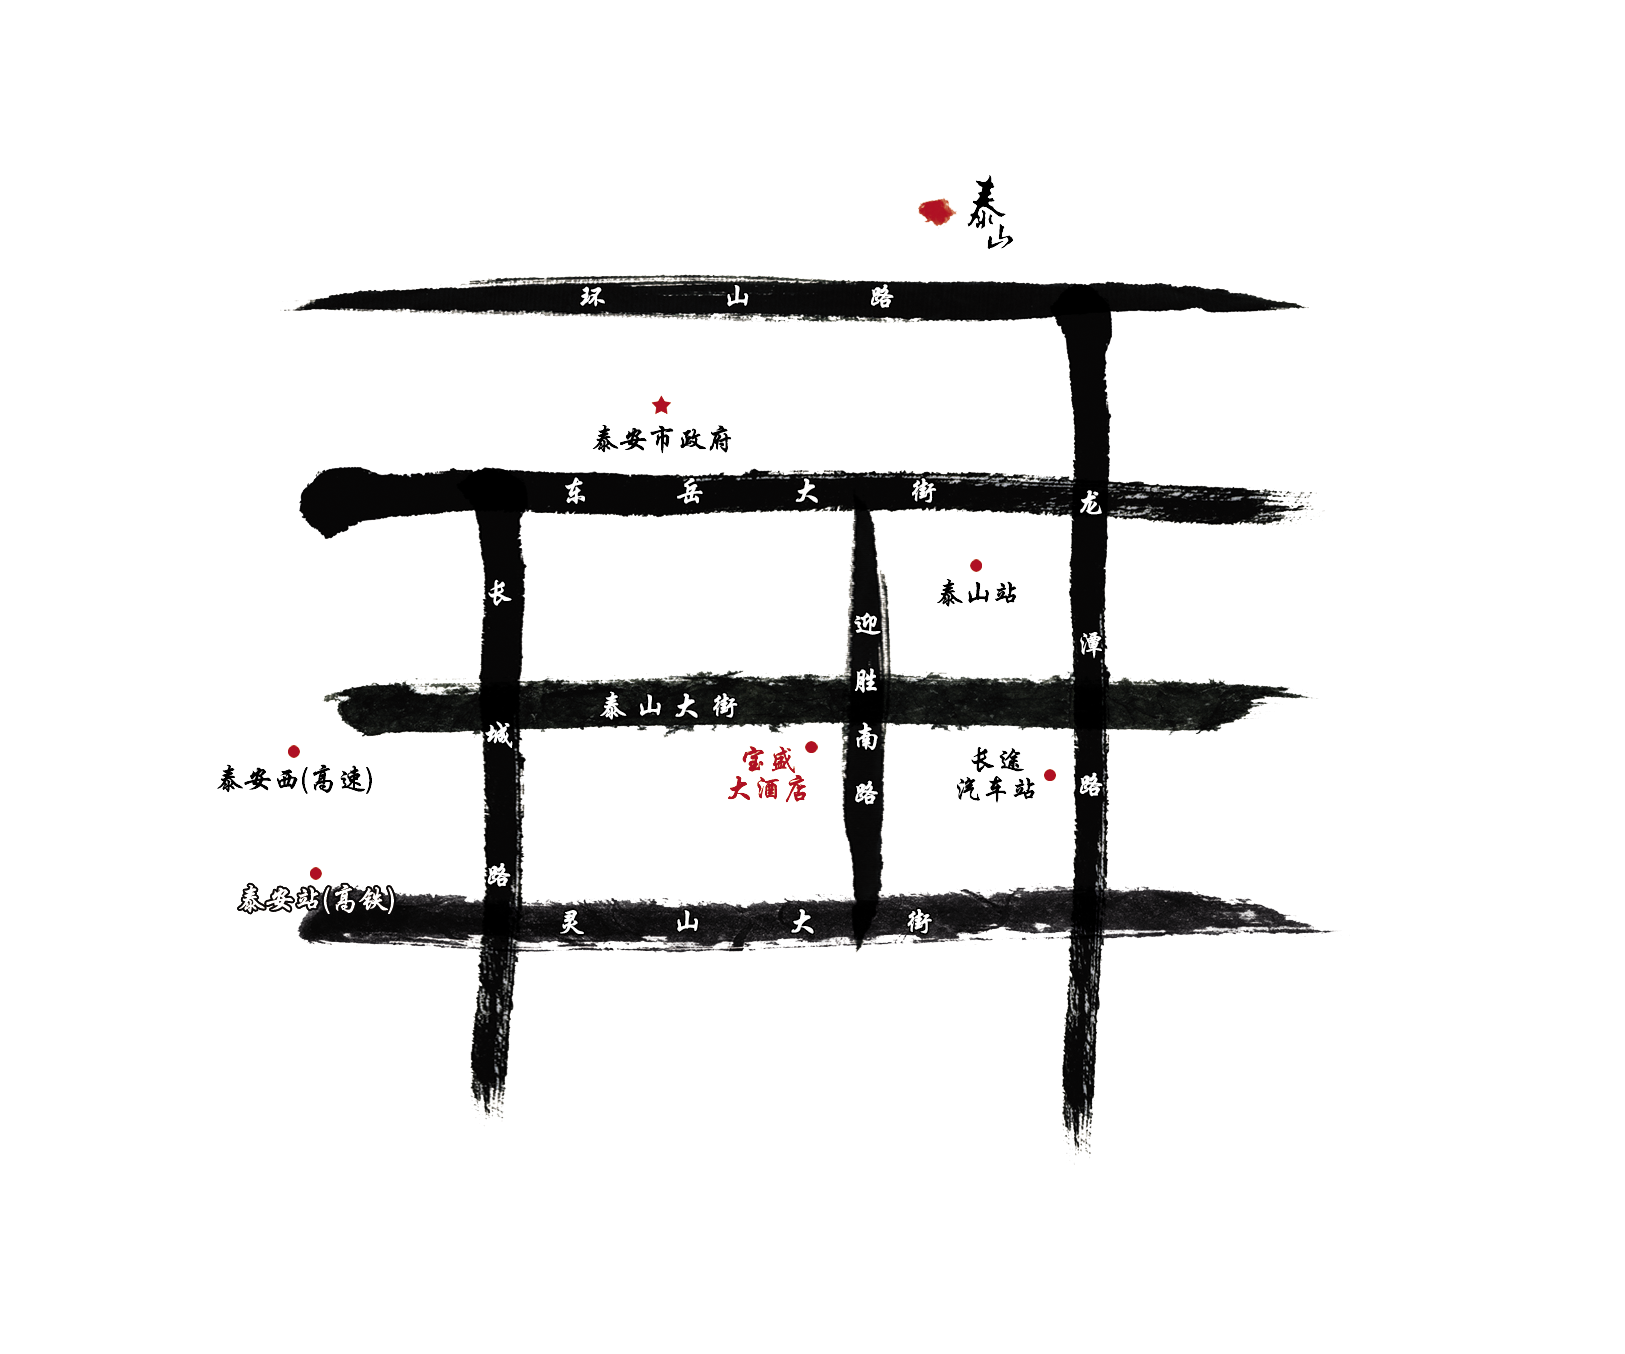 泰山
环山路
泰安市政府
东岳大街
龙潭路
长城路
泰山站
迎胜南路
泰山大街
宝盛
大酒店
长途
汽车站
泰安西(高速)
泰安站(高铁)
灵山大街